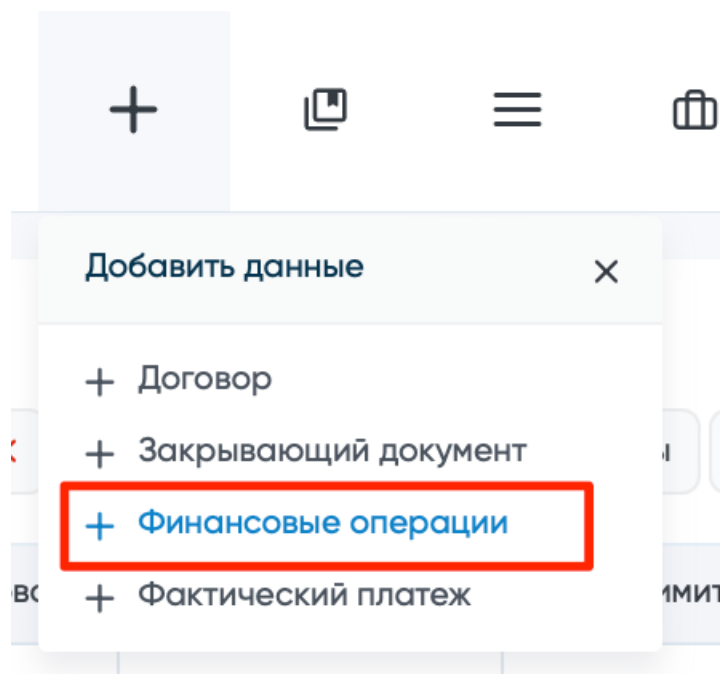 Добавить данные
Договор
Закрывающий документ
Финансовые операции
Фактический платеж